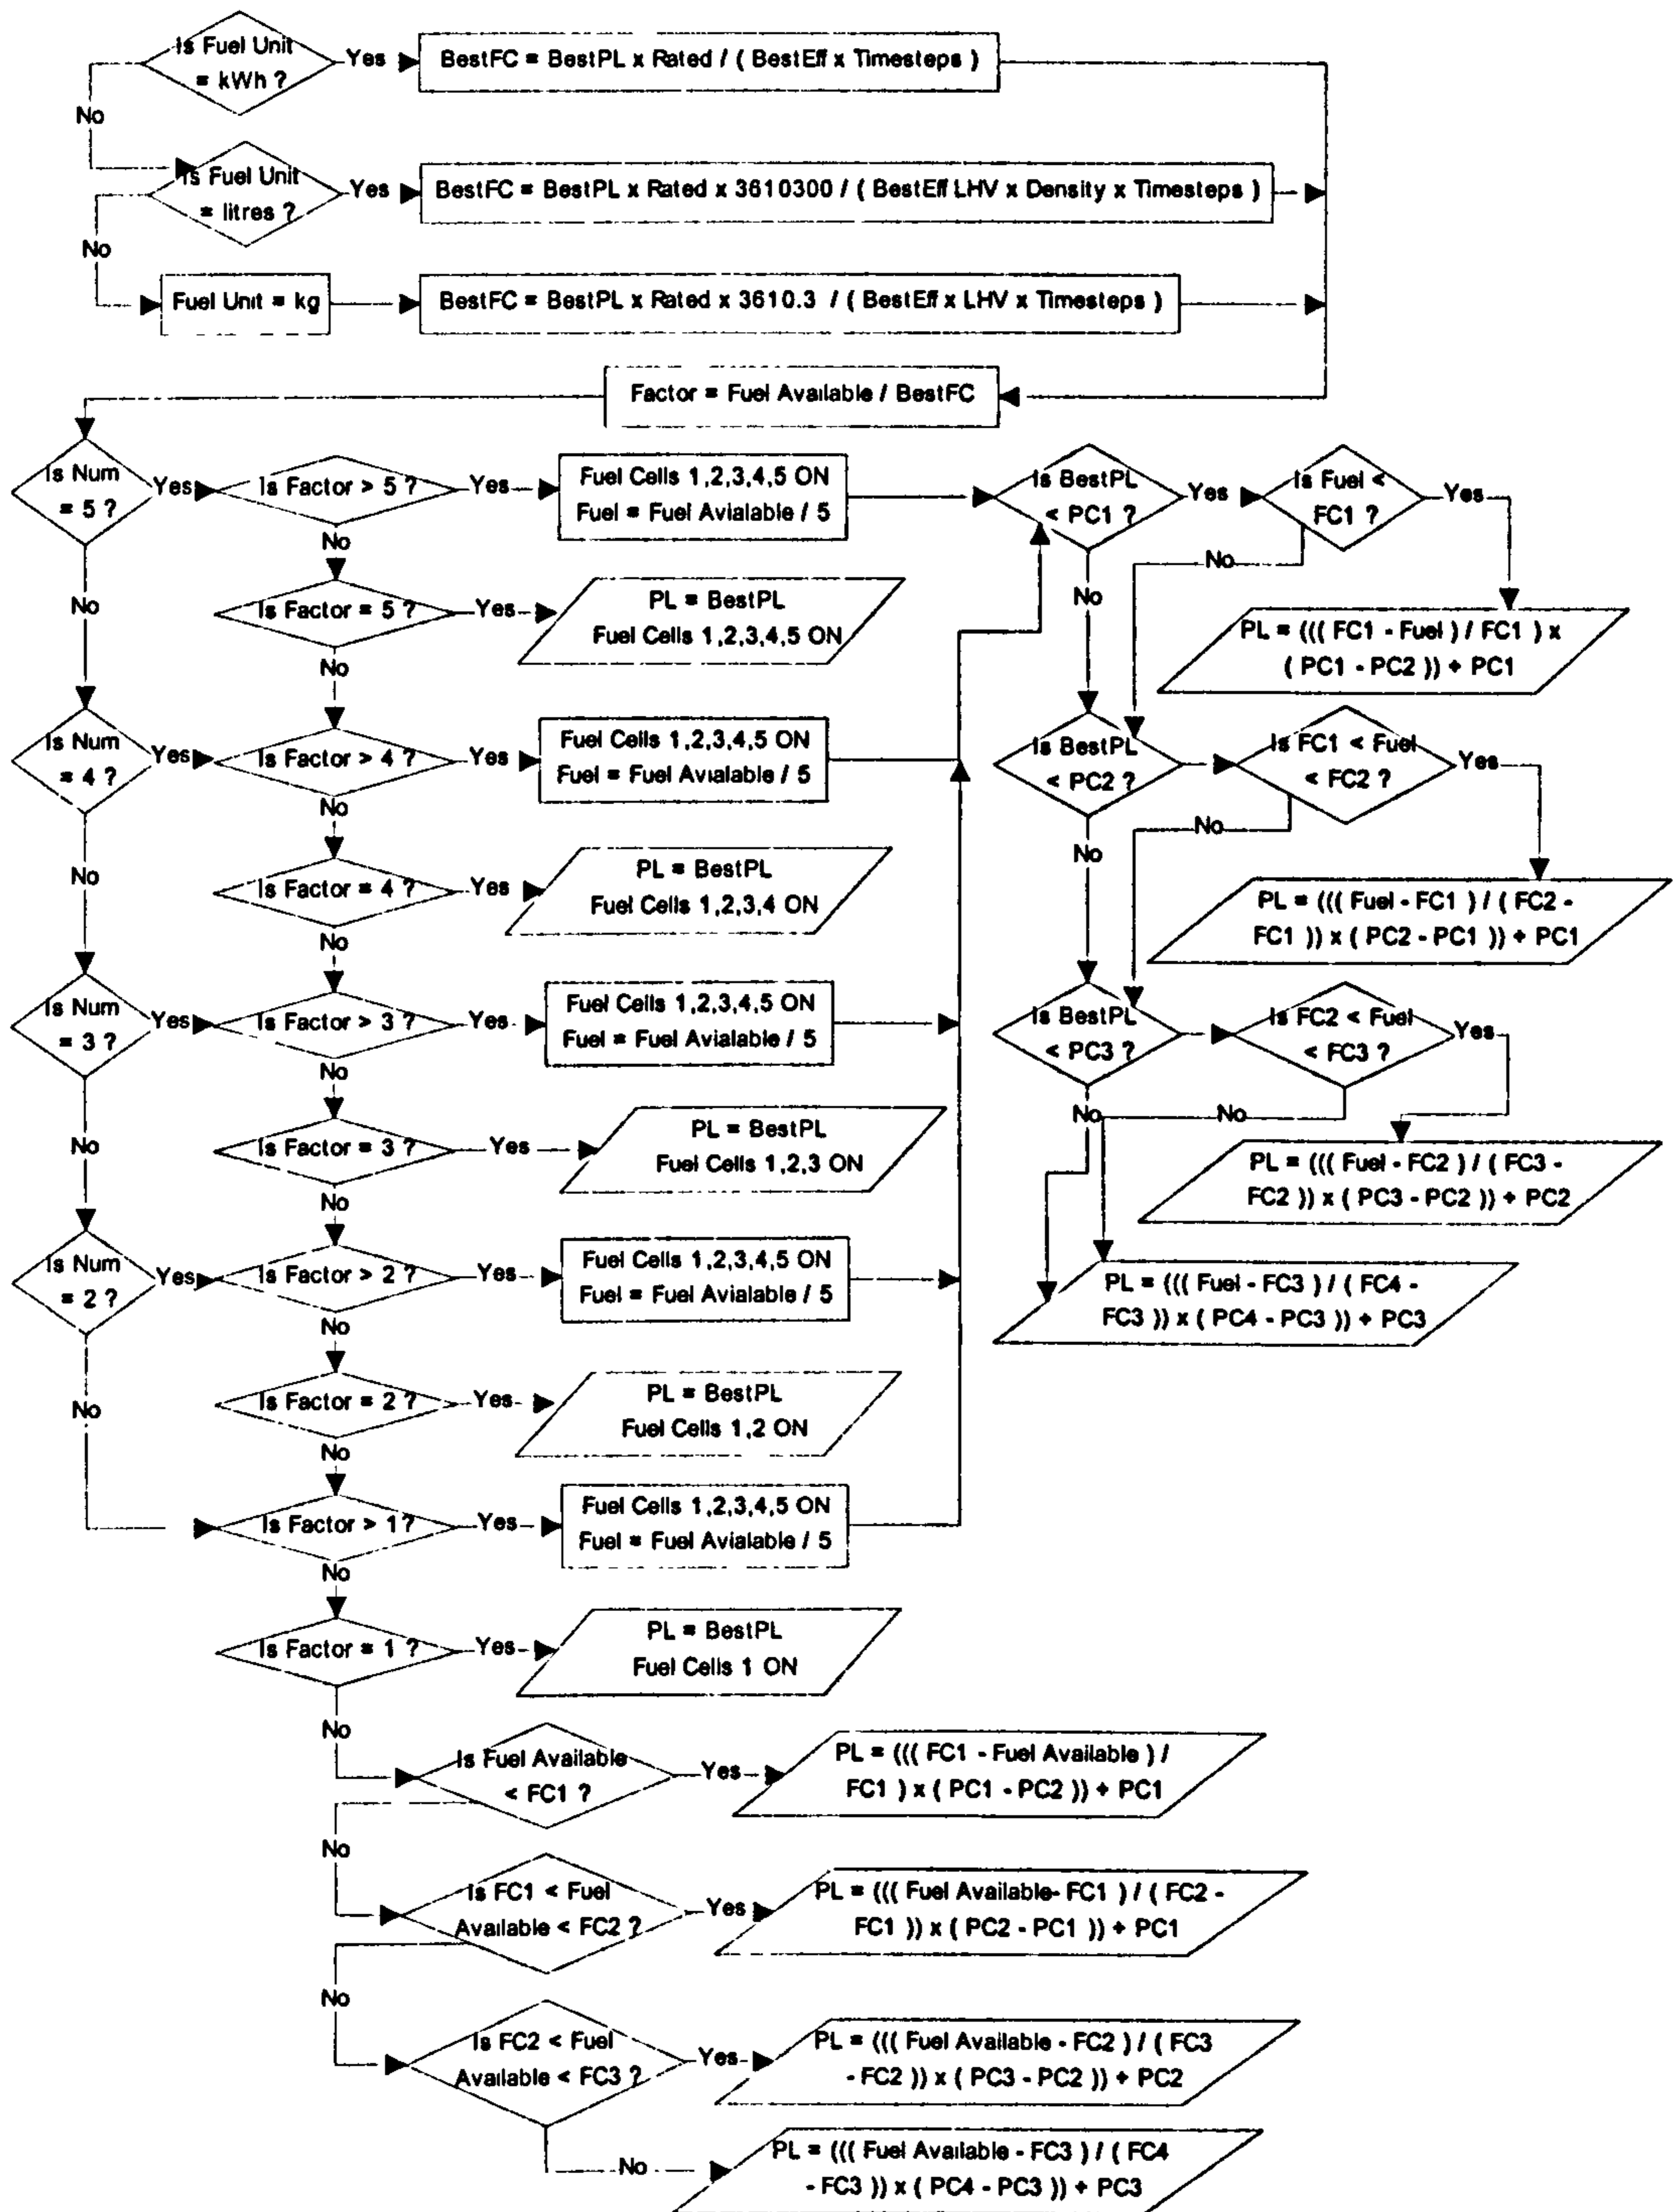 Is Fuel Unit
= kWh ?
Yes
BestFC = BestPL x Rated / ( BestEff x Timesteps )
No
Is Fuel Unit
= litres ?
Yes
BestFC = BestPL x Rated x 3610300 / ( BestEff LHV x Density x Timesteps )
No
Fuel Unit = kg
BestFC = BestPL x Rated x 3610.3 / ( BestEff x LHV x Timesteps )
Factor = Fuel Available / BestFC
Is Num
= 5 ?
Yes
Is Factor > 5 ?
Yes
Fuel Cells 1,2,3,4,5 ON
Fuel = Fuel Avialable / 5
Is BestPL
< PC1 ?
Yes
Is Fuel <
FC1 ?
Yes
No
No
No
No
Is Factor = 5 ?
Yes
PL = BestPL
Fuel Cells 1,2,3,4,5 ON
PL = ((( FC1 - Fuel ) / FC1 ) x
( PC1 - PC2 )) + PC1
No
Is Num
= 4 ?
Yes
Is Factor > 4 ?
Yes
Fuel Cells 1,2,3,4,5 ON
Fuel = Fuel Avialable / 5
Is BestPL
< PC2 ?
Is FC1 < Fuel
< FC2 ?
Yes
No
No
No
No
Is Factor = 4 ?
Yes
PL = BestPL
Fuel Cells 1,2,3,4 ON
PL = ((( Fuel - FC1 ) / ( FC2 -
FC1 )) x ( PC2 - PC1 )) + PC1
No
Is Num
= 3 ?
Yes
Is Factor > 3 ?
Yes
Fuel Cells 1,2,3,4,5 ON
Fuel = Fuel Avialable / 5
Is BestPL
< PC3 ?
Is FC2 < Fuel
< FC3 ?
Yes
No
No
No
No
Is Factor = 3 ?
Yes
PL = BestPL
Fuel Cells 1,2,3 ON
PL = ((( Fuel - FC2 ) / ( FC3 -
FC2 )) x ( PC3 - PC2 )) + PC2
No
Is Num
= 2 ?
Yes
Is Factor > 2 ?
Yes
Fuel Cells 1,2,3,4,5 ON
Fuel = Fuel Avialable / 5
PL = ((( Fuel - FC3 ) / ( FC4 -
FC3 )) x ( PC4 - PC3 )) + PC3
No
No
Is Factor = 2 ?
Yes
PL = BestPL
Fuel Cells 1,2 ON
No
Is Factor > 1?
Yes
Fuel Cells 1,2,3,4,5 ON
Fuel = Fuel Avialable / 5
No
Is Factor = 1 ?
Yes
PL = BestPL
Fuel Cells 1 ON
No
Is Fuel Available
< FC1 ?
Yes
PL = ((( FC1 - Fuel Available ) /
FC1 ) x ( PC1 - PC2 )) + PC1
No
Is FC1 < Fuel
Available < FC2 ?
Yes
PL = ((( Fuel Available- FC1 ) / ( FC2 -
FC1 )) x ( PC2 - PC1 )) + PC1
No
Is FC2 < Fuel
Available < FC3 ?
Yes
PL = ((( Fuel Available - FC2 ) / ( FC3
- FC2 )) x ( PC3 - PC2 )) + PC2
No
PL = ((( Fuel Available - FC3 ) / ( FC4
- FC3 )) x ( PC4 - PC3 )) + PC3